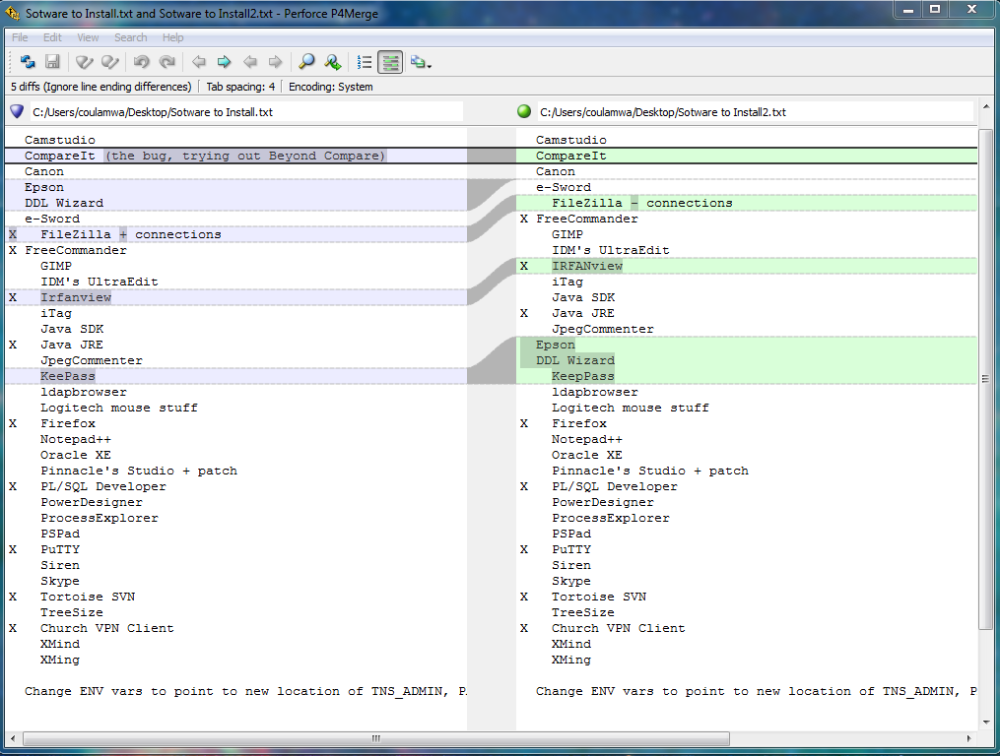 Sotware to Install.txt and Sotware to Install2.txt - Perforce P4Merge
File Edit View Search Help
5 diffs (Ignore line ending differences) Tab spacing: 4 Encoding: System
C:/Users/coulamwa/Desktop/Sotware to Install.txt
Camstudio
CompareIt (the bug, trying out Beyond Compare)
Canon
Epson
DDL Wizard
e-Sword
X FileZilla + connections
X FreeCommander
GIMP
IDM's UltraEdit
X Irfanview
iTag
Java SDK
X Java JRE
JpegCommenter
KeePass
ldapbrowser
Logitech mouse stuff
X Firefox
Notepad++
Oracle XE
Pinnacle's Studio + patch
X PL/SQL Developer
PowerDesigner
ProcessExplorer
PSPad
X PuTTY
Siren
Skype
X Tortoise SVN
TreeSize
X Church VPN Client
XMind
XMing
Change ENV vars to point to new location of TNS_ADMIN, P
C:/Users/coulamwa/Desktop/Sotware to Install2.txt
Camstudio
CompareIt
Canon
e-Sword
FileZilla - connections
X FreeCommander
GIMP
IDM's UltraEdit
X IRFANview
iTag
Java SDK
X Java JRE
JpegCommenter
Epson
DDL Wizard
KeepPass
ldapbrowser
Logitech mouse stuff
X Firefox
Notepad++
Oracle XE
Pinnacle's Studio + patch
X PL/SQL Developer
PowerDesigner
ProcessExplorer
PSPad
X PuTTY
Siren
Skype
X Tortoise SVN
TreeSize
X Church VPN Client
XMind
XMing
Change ENV vars to point to new location of TNS_ADMIN, P